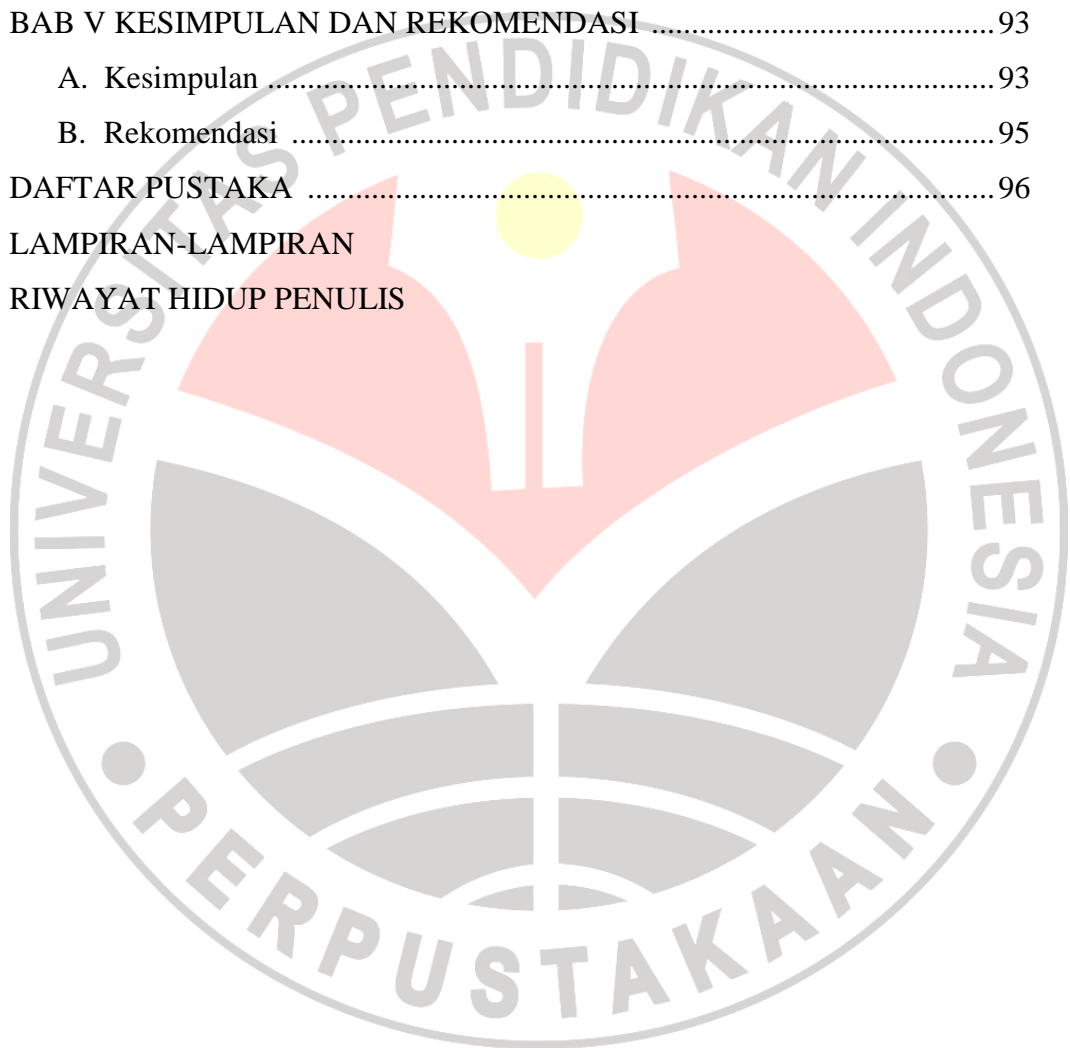 BAB V KESIMPULAN DAN REKOMENDASI ..................................... 93
A. Kesimpulan ..................................................................................... 93
B. Rekomendasi .................................................................................. 95
DAFTAR PUSTAKA ................................................................................ 96
LAMPIRAN-LAMPIRAN
RIWAYAT HIDUP PENULIS
UNIVERSITAS PENDIDIKAN INDONESIA
PERPUSTAKAAN